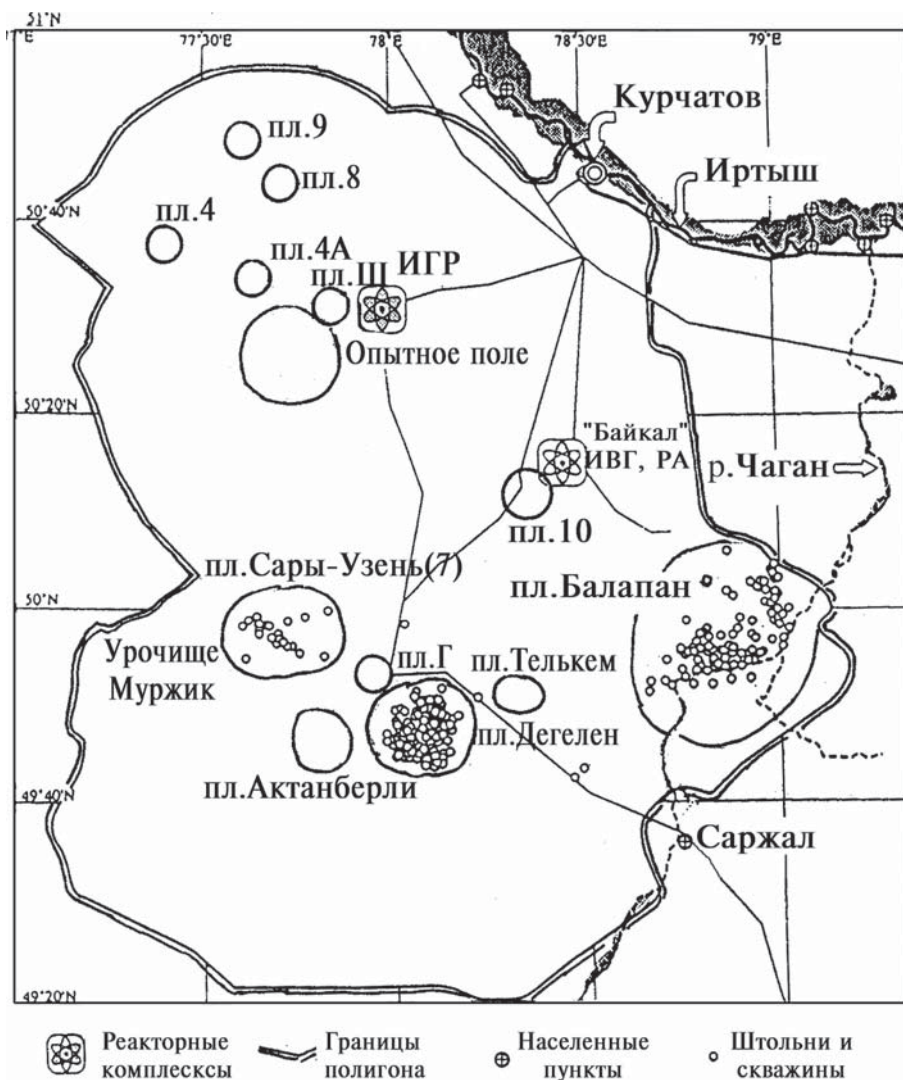 51°N
77°30'E 78°E 78°30'E 79°E
Курчатов
пл.9
Иртыш
пл.8
50°40'N
пл.4
пл.4А
пл.Ш
ИГР
Опытное поле
50°20'N
"Байкал"
ИВГ, РА
р.Чаган
пл.10
пл.Сары-Узень(7)
пл.Балапан
50°N
Урочище
Муржик
пл.Г
пл.Телькем
пл.Дегелен
пл.Актанберли
49°40'N
Саржал
49°20'N
Реакторные
комплексы
Границы
полигона
Населенные
пункты
Штольни и
скважины